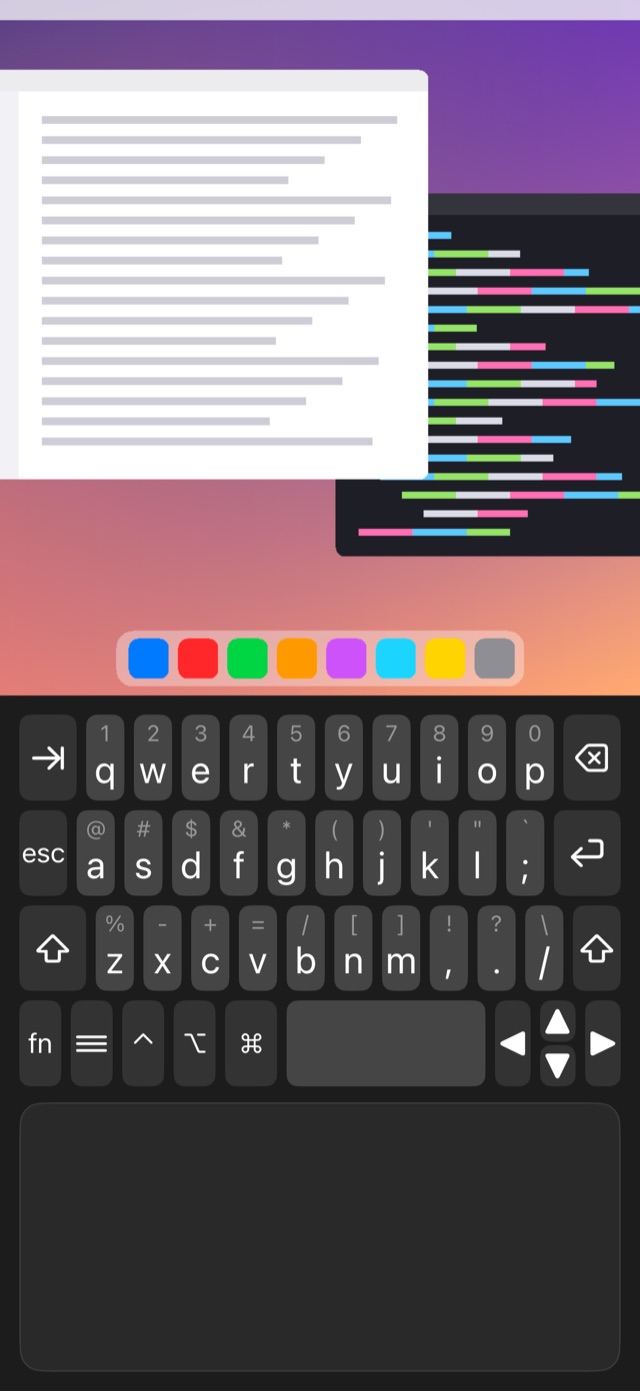 1 2 3 4 5 6 7 8 9 0
q w e r t y u i o p
@ # $ & * ( ) ' " `
esc a s d f g h j k l ;
% - + = / [ ] ! ? \
z x c v b n m , . /
fn ^ ⌥ ⌘